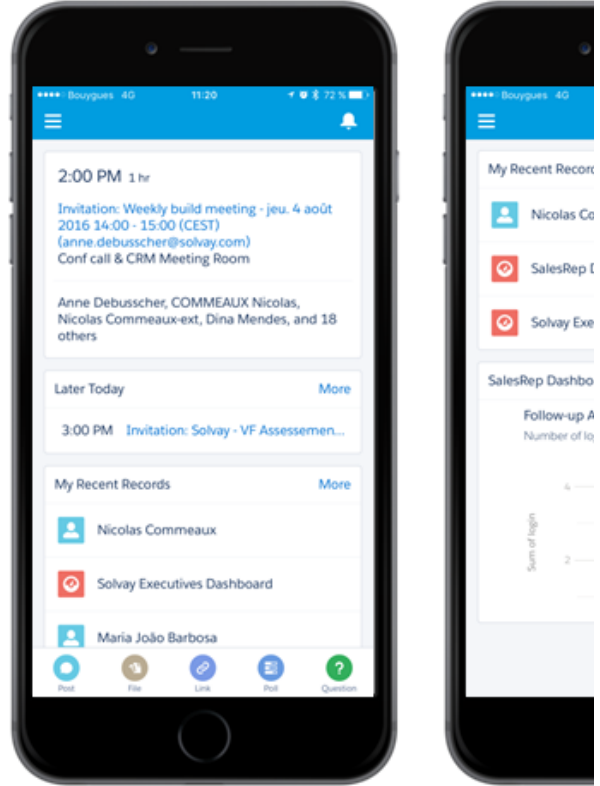 Bouygues 4G 11:20 72 %
2:00 PM 1 hr
Invitation: Weekly build meeting - jeu. 4 août
2016 14:00 - 15:00 (CEST)
(anne.debusscher@solvay.com)
Conf call & CRM Meeting Room
Anne Debusscher, COMMEAUX Nicolas,
Nicolas Commeaux-ext, Dina Mendes, and 18
others
Later Today More
3:00 PM Invitation: Solvay - VF Assessemen...
My Recent Records More
Nicolas Commeaux
Solvay Executives Dashboard
Maria João Barbosa
Post File Link Poll Question
Bouygues 4G
My Recent Record
Nicolas Co
SalesRep D
Solvay Exe
SalesRep Dashbo
Follow-up A
Number of lo
4
Sum of login
2